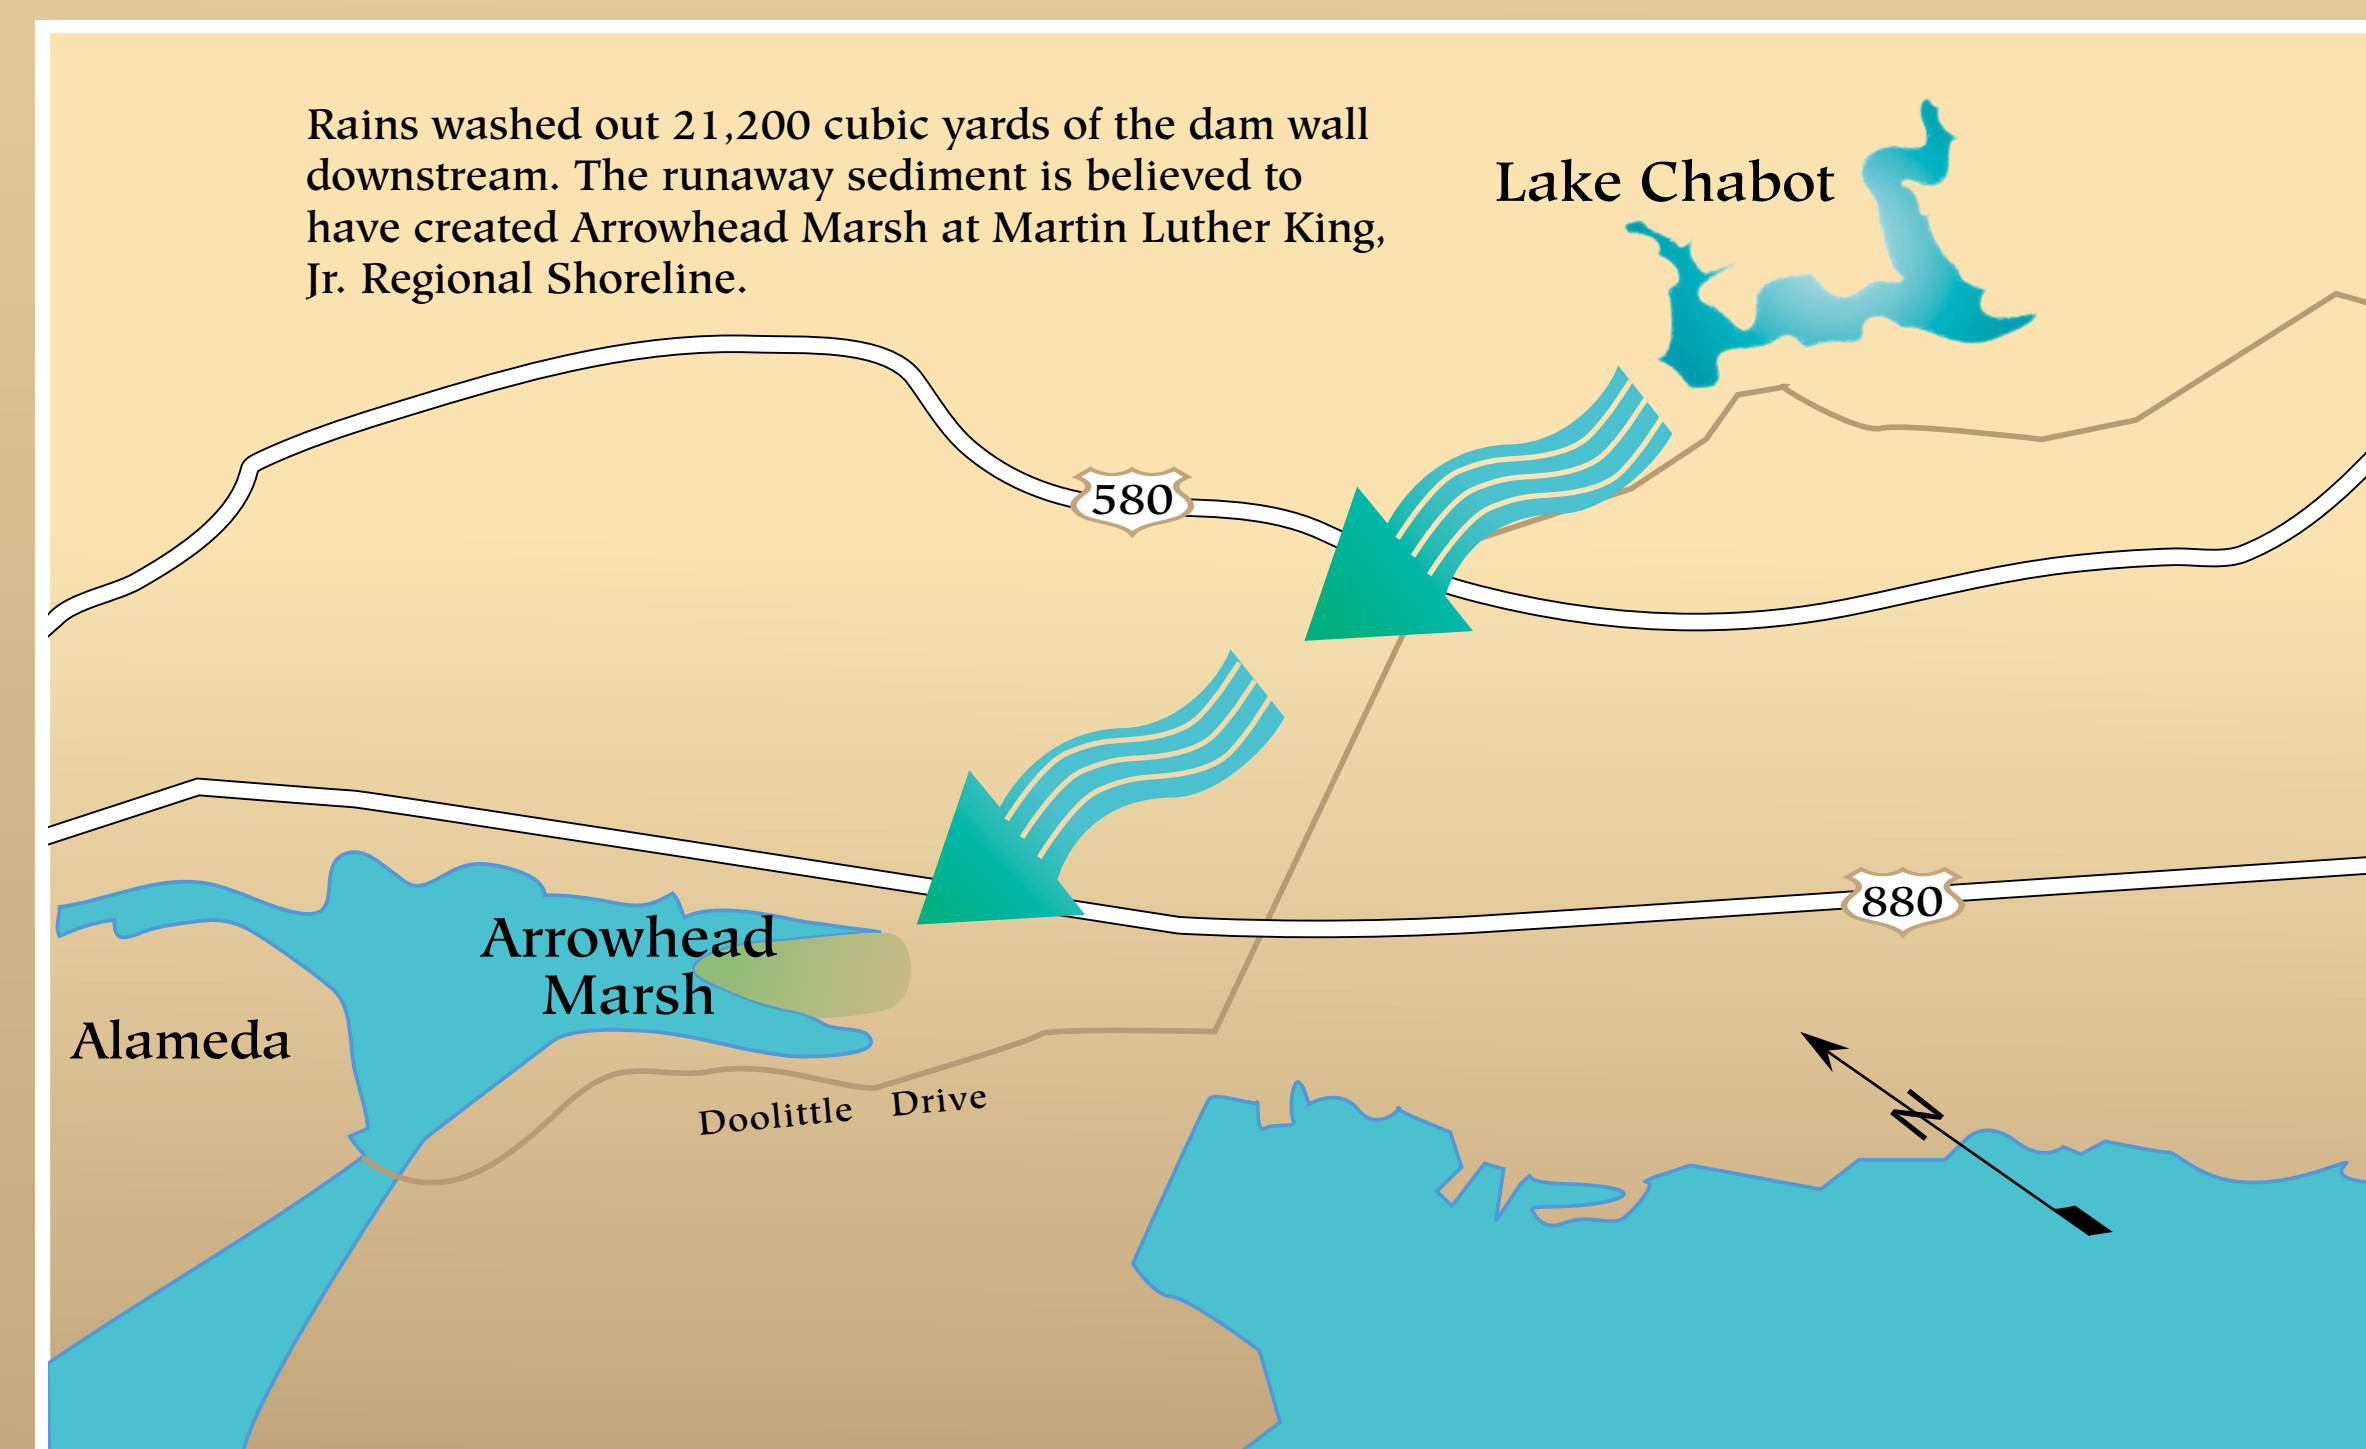 Rains washed out 21,200 cubic yards of the dam wall
downstream. The runaway sediment is believed to
have created Arrowhead Marsh at Martin Luther King,
Jr. Regional Shoreline.
Lake Chabot
580
880
Arrowhead
Marsh
Alameda
Doolittle Drive
N